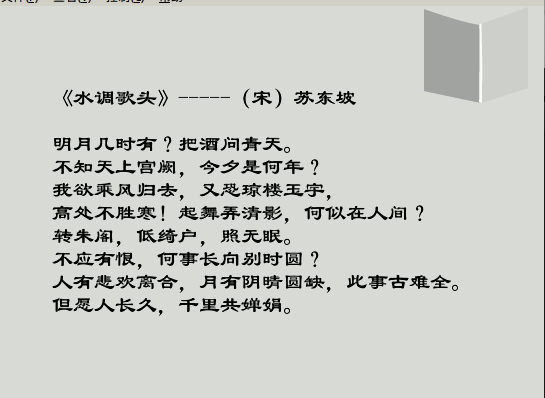 《水调歌头》-----（宋）苏东坡
明月几时有？把酒问青天。
不知天上宫阙，今夕是何年？
我欲乘风归去，又恐琼楼玉宇，
高处不胜寒！起舞弄清影，何似在人间？
转朱阁，低绮户，照无眠。
不应有恨，何事长向别时圆？
人有悲欢离合，月有阴晴圆缺，此事古难全。
但愿人长久，千里共婵娟。